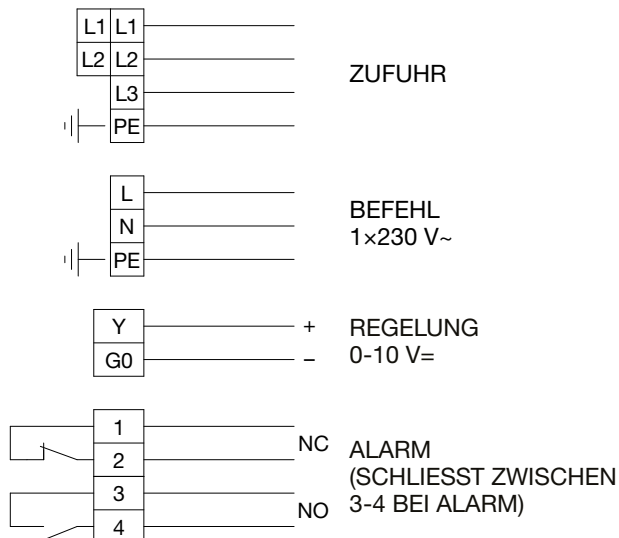 L1 L1
L2 L2
L3
PE
ZUFUHR
L
N
PE
BEFEHL
1×230 V~
Y +
G0 −
REGELUNG
0-10 V=
1
2
NC
3
4
NO
ALARM
(SCHLIESST ZWISCHEN
3-4 BEI ALARM)